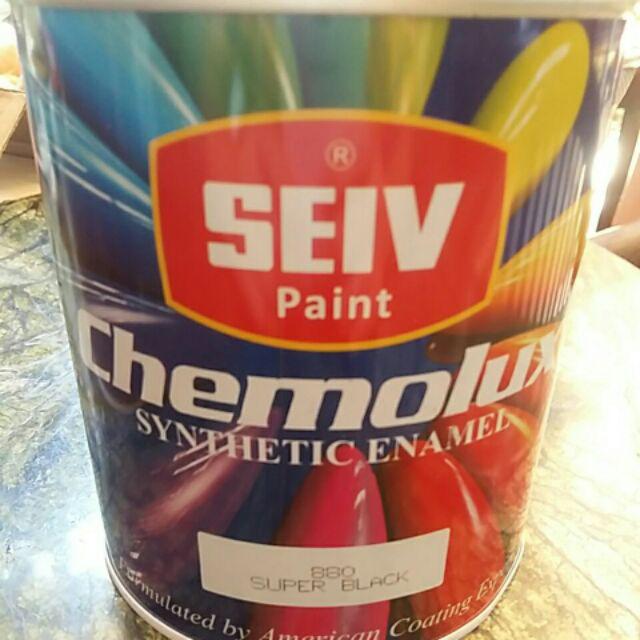 ®
SEIV
Paint
Chemolux
SYNTHETIC ENAMEL
880
SUPER BLACK
Formulated by American Coating